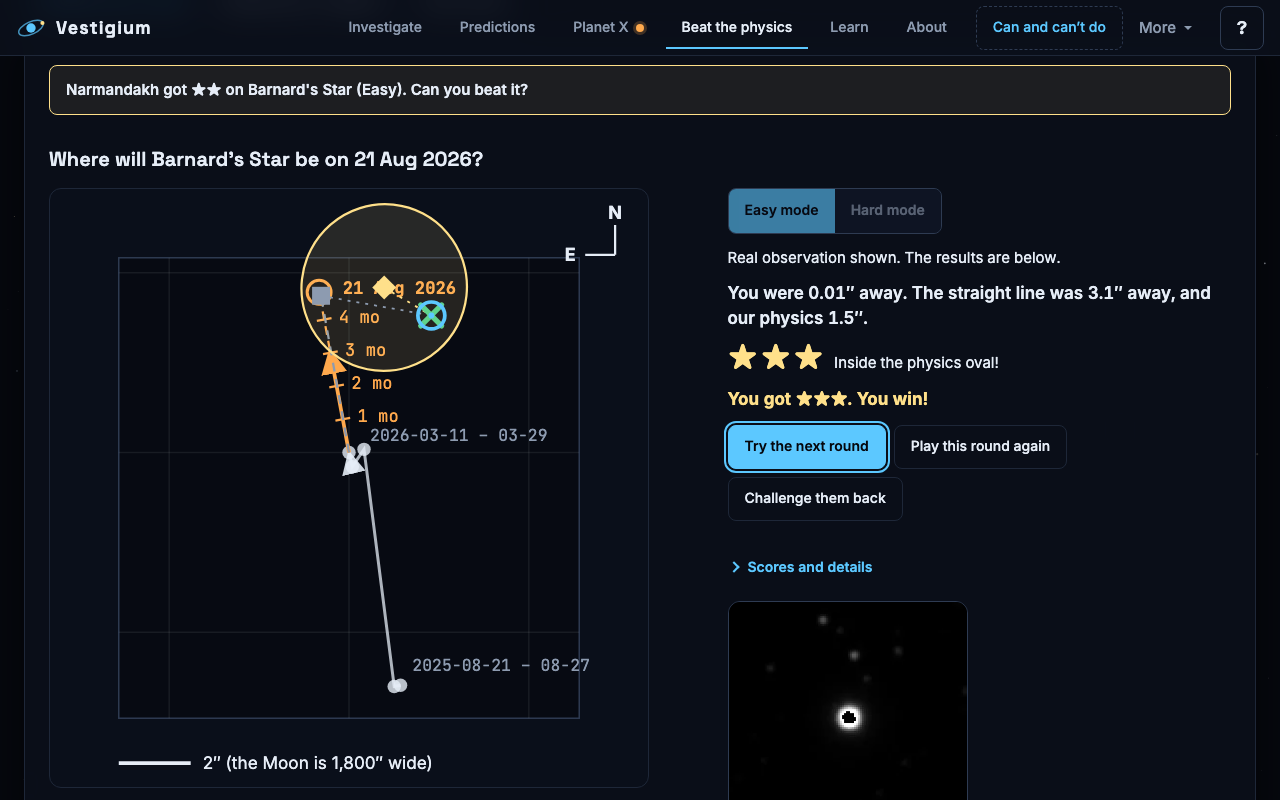 Vestigium
Investigate
Predictions
Planet X
Beat the physics
Learn
About
Can and can't do
More
?
Narmandakh got ★★ on Barnard's Star (Easy). Can you beat it?
Where will Barnard's Star be on 21 Aug 2026?
N
E
21 Aug 2026
4 mo
3 mo
2 mo
1 mo
2026-03-11 – 03-29
2025-08-21 – 08-27
2″ (the Moon is 1,800″ wide)
Easy mode
Hard mode
Real observation shown. The results are below.
You were 0.01″ away. The straight line was 3.1″ away, and
our physics 1.5″.
★★★ Inside the physics oval!
You got ★★★. You win!
Try the next round
Play this round again
Challenge them back
Scores and details